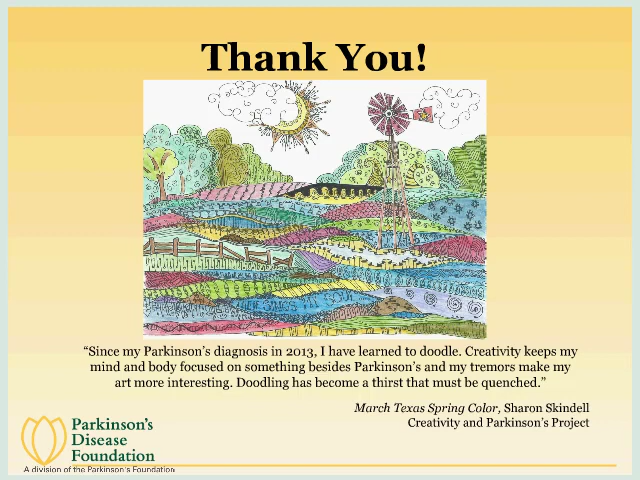 Thank You!
“Since my Parkinson’s diagnosis in 2013, I have learned to doodle. Creativity keeps my
mind and body focused on something besides Parkinson’s and my tremors make my
art more interesting. Doodling has become a thirst that must be quenched.”
March Texas Spring Color, Sharon Skindell
Creativity and Parkinson’s Project
Parkinson’s
Disease
Foundation
A division of the Parkinson’s Foundation